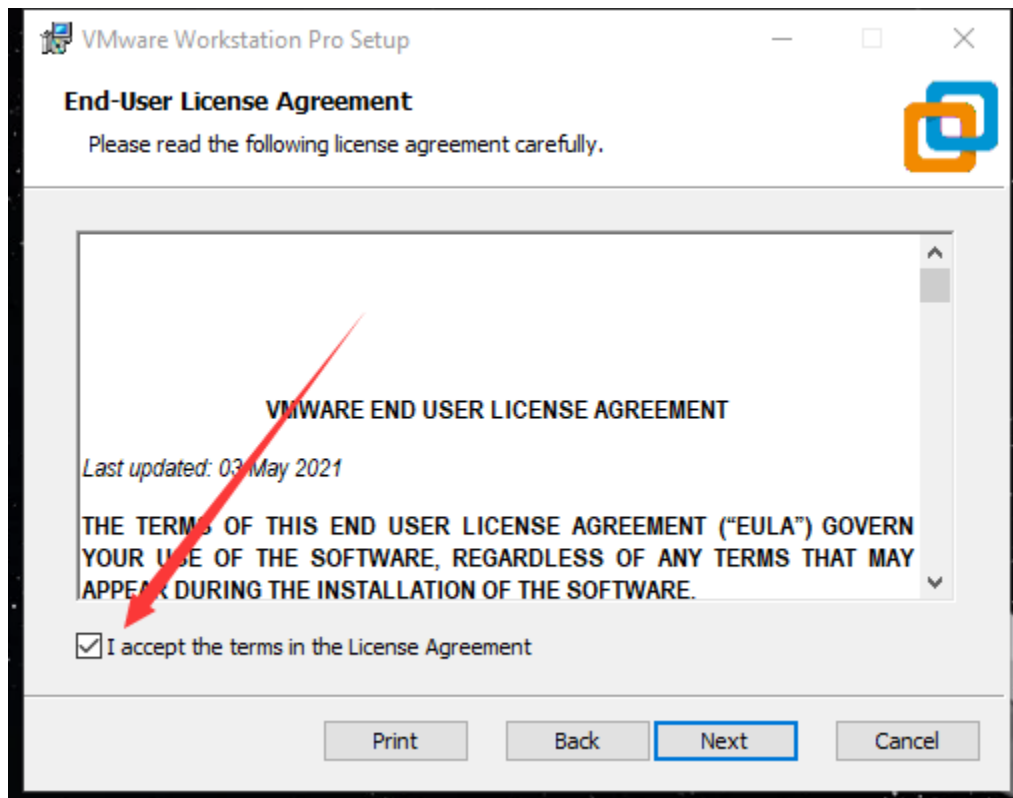 VMware Workstation Pro Setup
End-User License Agreement
Please read the following license agreement carefully.
VMWARE END USER LICENSE AGREEMENT
Last updated: 03 May 2021
THE TERMS OF THIS END USER LICENSE AGREEMENT (“EULA”) GOVERN
YOUR USE OF THE SOFTWARE, REGARDLESS OF ANY TERMS THAT MAY
APPEAR DURING THE INSTALLATION OF THE SOFTWARE.
I accept the terms in the License Agreement
Print Back Next Cancel